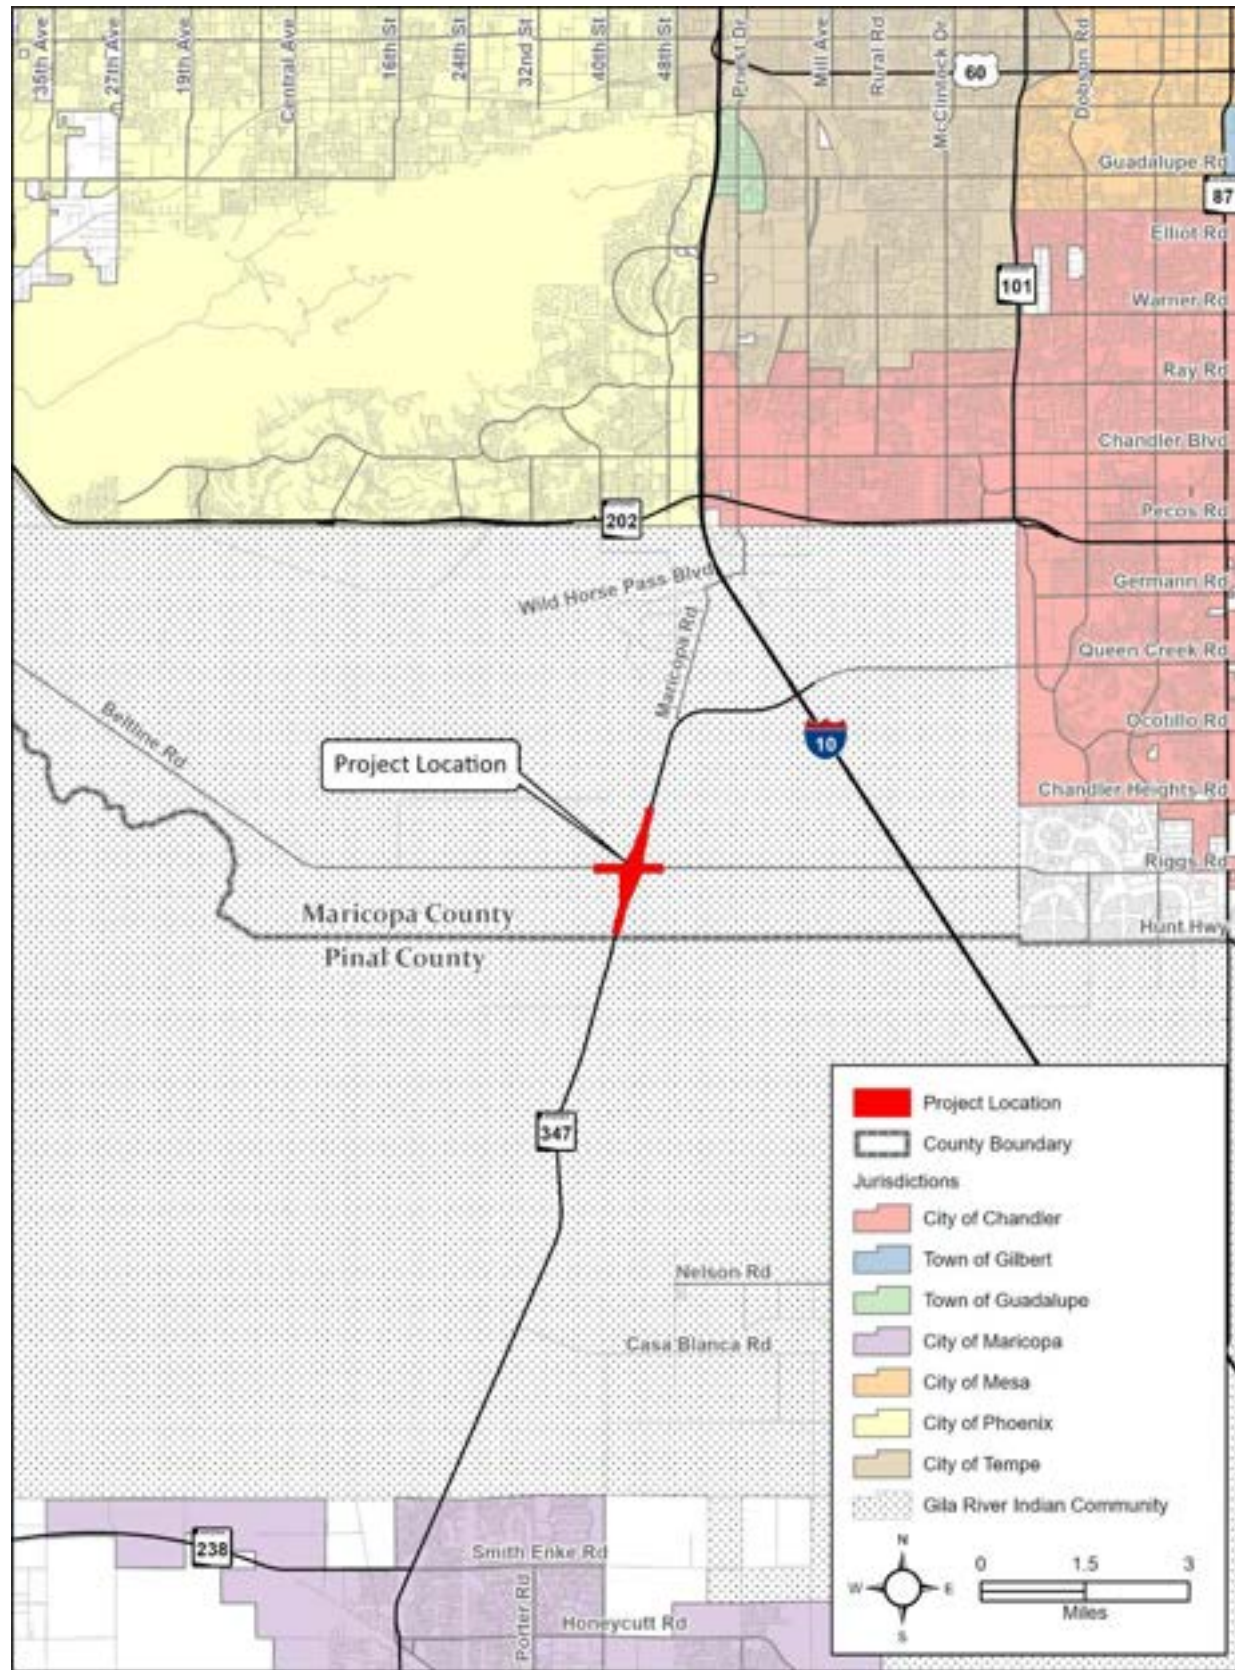 35th Ave
27th Ave
19th Ave
Central Ave
16th St
24th St
32nd St
40th St
48th St
Priest Dr
Mill Ave
Rural Rd
McClintock Dr
Dobson Rd
60
Guadalupe Rd
87
Elliot Rd
101
Warner Rd
Ray Rd
Chandler Blvd
202
Pecos Rd
Wild Horse Pass Blvd
Germann Rd
Maricopa Rd
Queen Creek Rd
Beltline Rd
Ocotillo Rd
10
Project Location
Chandler Heights Rd
Riggs Rd
Maricopa County
Hunt Hwy
Pinal County
347
Nelson Rd
Casa Blanca Rd
238
Smith Enke Rd
Porter Rd
Honeycutt Rd
Project Location
County Boundary
Jurisdictions
City of Chandler
Town of Gilbert
Town of Guadalupe
City of Maricopa
City of Mesa
City of Phoenix
City of Tempe
Gila River Indian Community
N
W E
S
0 1.5 3
Miles